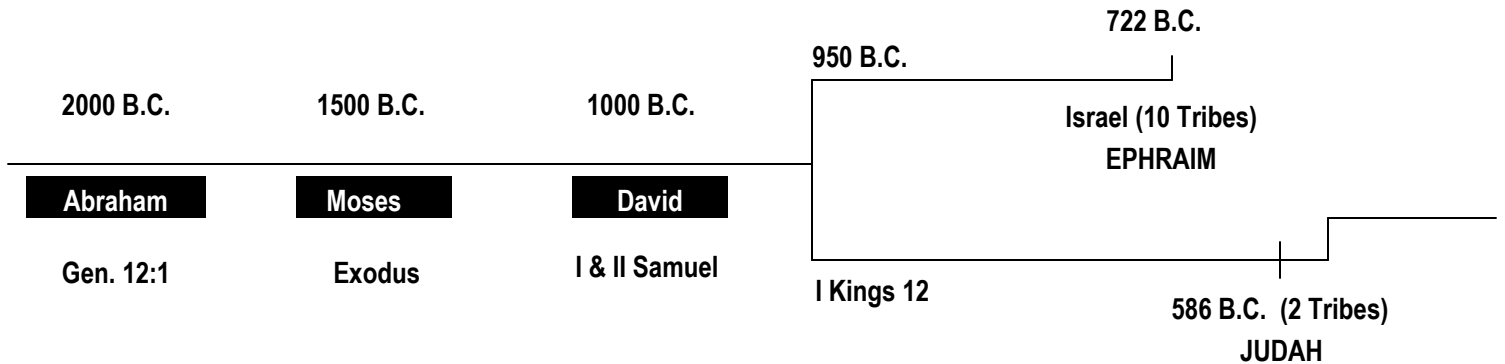 722 B.C.
950 B.C.
2000 B.C.
1500 B.C.
1000 B.C.
Israel (10 Tribes)
EPHRAIM
Abraham
Moses
David
Gen. 12:1
Exodus
I & II Samuel
I Kings 12
586 B.C. (2 Tribes)
JUDAH